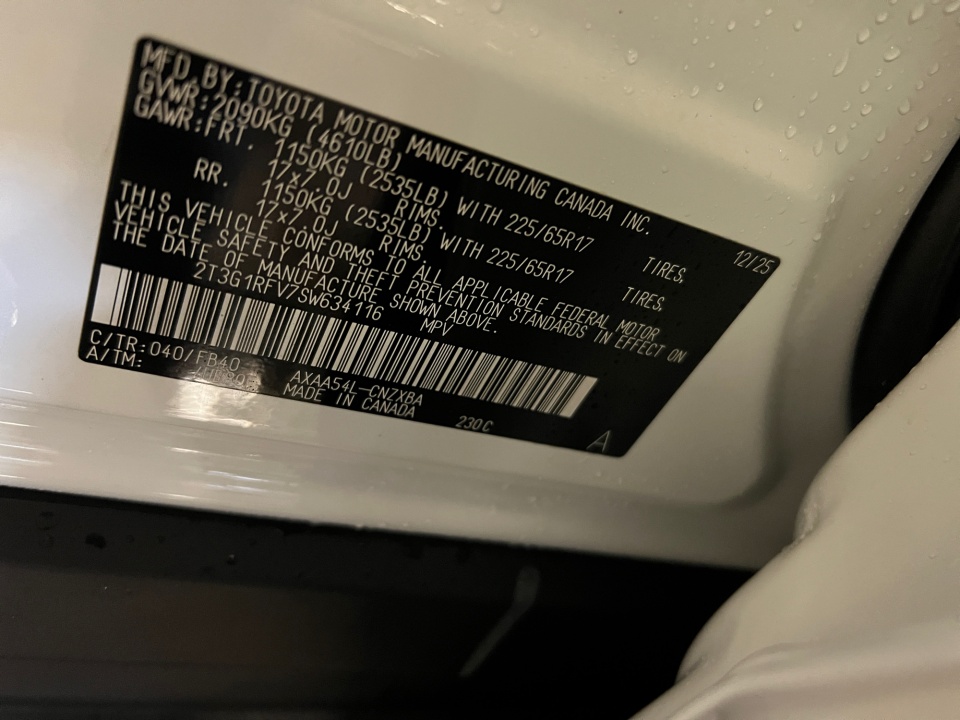 MFD.BY:TOYOTA MOTOR MANUFACTURING CANADA INC. 12/25
GVWR:2090KG (4610LB)
GAWR:FRT. 1150KG (2535LB) WITH 225/65R17 TIRES,
17x7.0J RIMS.
RR. 1150KG (2535LB) WITH 225/65R17 TIRES,
17x7.0J RIMS.
THIS VEHICLE CONFORMS TO ALL APPLICABLE FEDERAL MOTOR
VEHICLE SAFETY AND THEFT PREVENTION STANDARDS IN EFFECT ON
THE DATE OF MANUFACTURE SHOWN ABOVE.
2T3G1RFV7SW634116 MPV
C/TR:040/FB40
A/TM: AXAA54L-CNZXBA
MADE IN CANADA
230C A